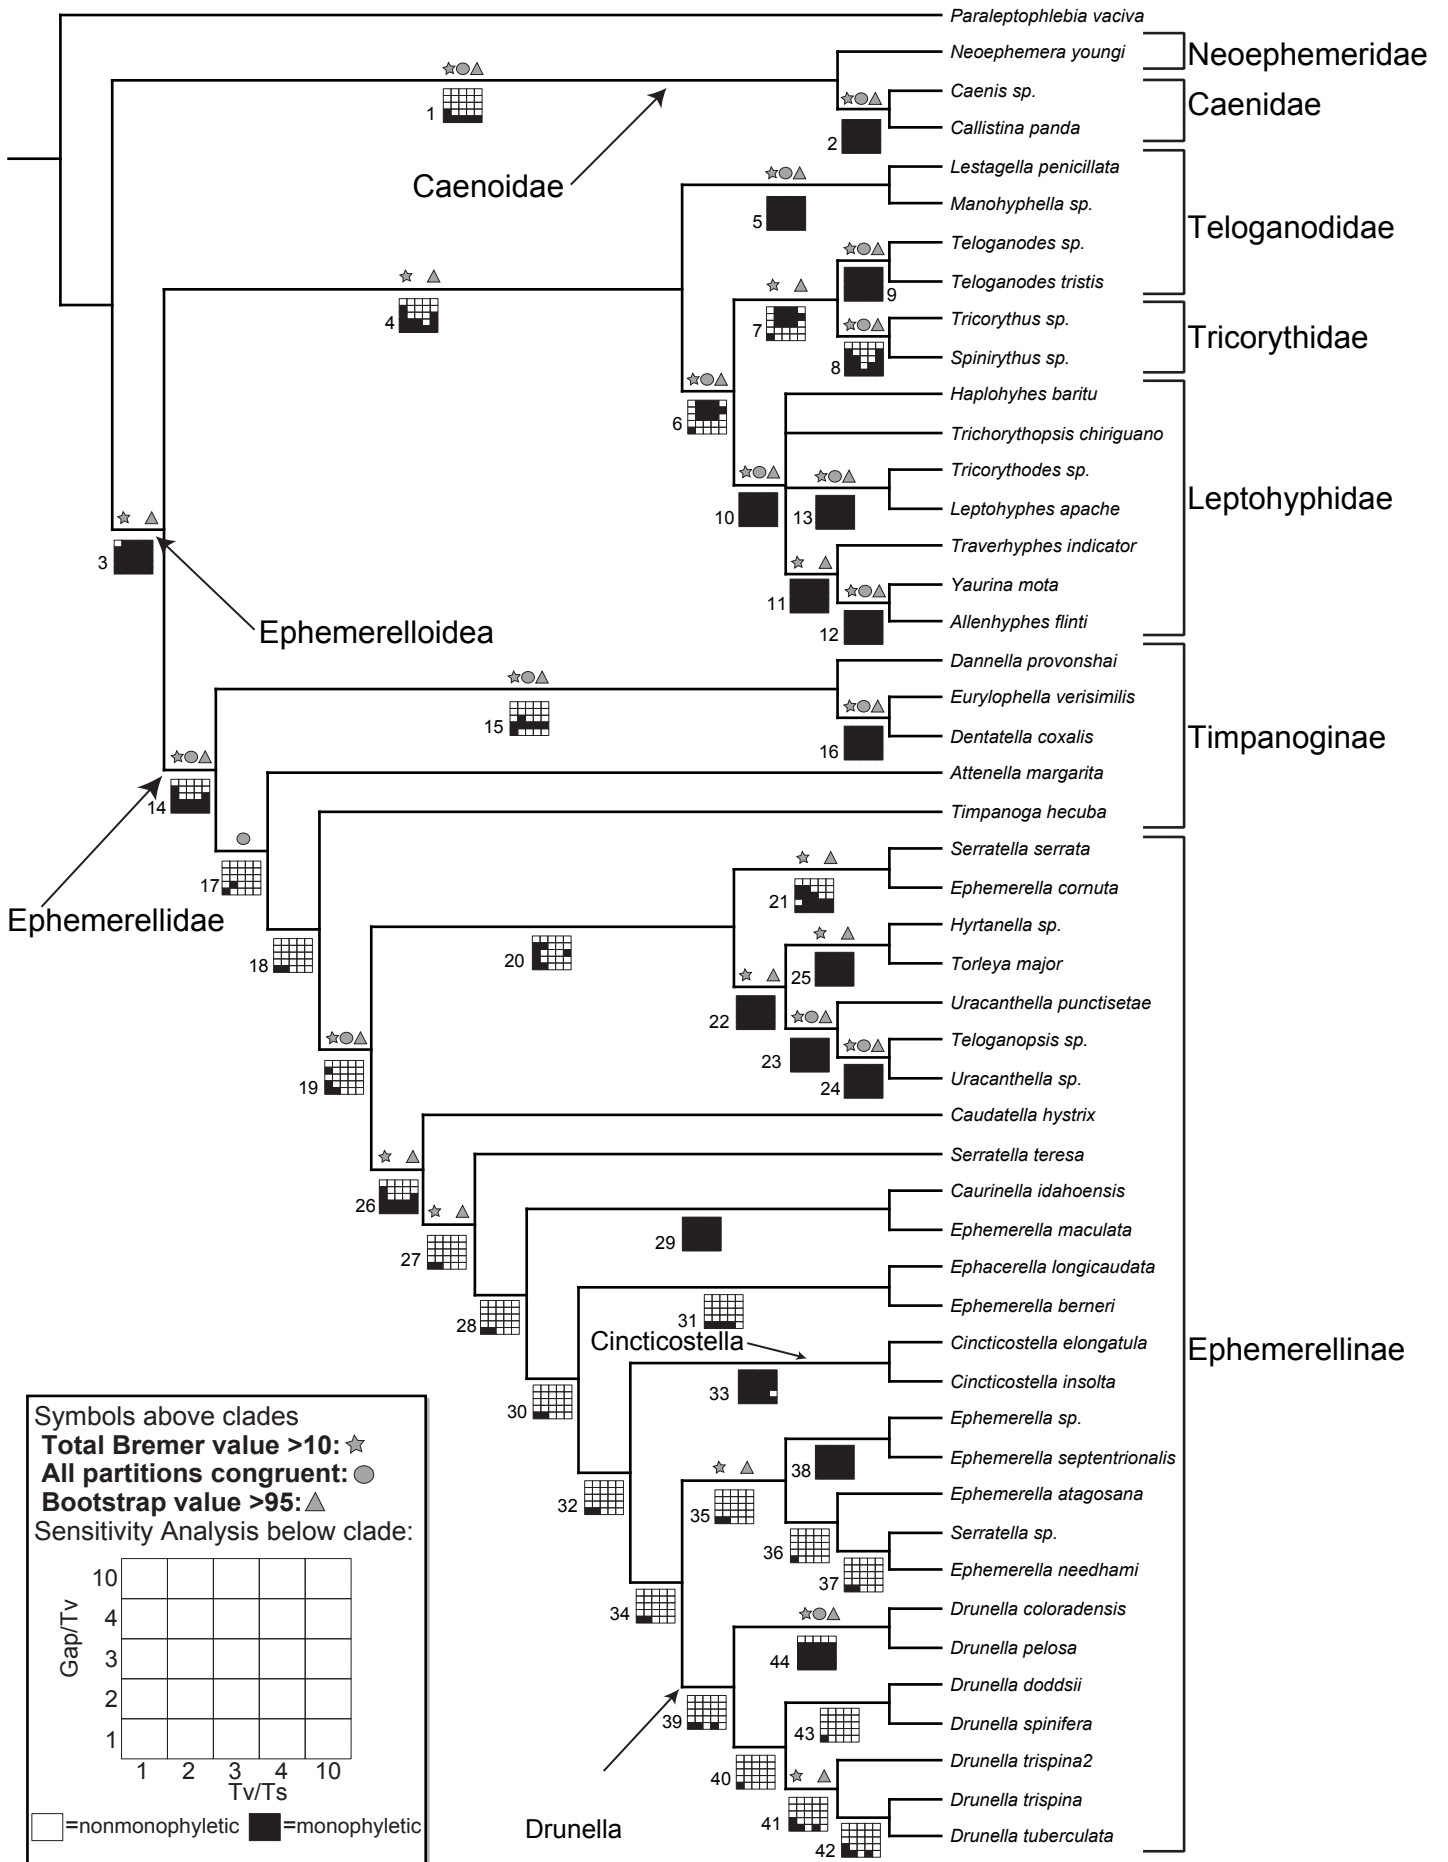 Paraleptophlebia vaciva
Neoephemera youngi
Neoephemeridae
Caenis sp.
Caenidae
Callistina panda
1
2
Caenoidae
Lestagella penicillata
Manohyphella sp.
5
Teloganodidae
Teloganodes sp.
Teloganodes tristis
9
4
7
Tricorythus sp.
Tricorythidae
Spinirythus sp.
8
Haplohyhes baritu
6
Trichorythopsis chiriguano
Tricorythodes sp.
Leptohyphidae
Leptohyphes apache
10
13
Traverhyphes indicator
3
Yaurina mota
11
Allenhyphes flinti
12
Ephemerelloidea
Dannella provonshai
Eurylophella verisimilis
15
Dentatella coxalis
Timpanoginae
16
Attenella margarita
14
Timpanoga hecuba
Serratella serrata
17
Ephemerella cornuta
21
Ephemerellidae
Hyrtanella sp.
18
20
Torleya major
25
Uracanthella punctisetae
22
Teloganopsis sp.
23
Uracanthella sp.
19
24
Caudatella hystrix
Serratella teresa
Caurinella idahoensis
26
Ephemerella maculata
29
27
Ephacerella longicaudata
Ephemerella berneri
28
31
Cincticostella
Cincticostella elongatula
Ephemerellinae
Cincticostella insolta
33
30
Ephemerella sp.
Ephemerella septentrionalis
38
Ephemerella atagosana
32
35
Serratella sp.
36
Ephemerella needhami
37
Drunella coloradensis
34
Drunella pelosa
44
Drunella doddsii
39
Drunella spinifera
43
Drunella trispina2
40
Drunella trispina
41
Drunella tuberculata
42
Drunella
Symbols above clades
Total Bremer value >10:
All partitions congruent:
Bootstrap value >95:
Sensitivity Analysis below clade:
Gap/Tv
10
4
3
2
1
1 2 3 4 10
Tv/Ts
=nonmonophyletic =monophyletic